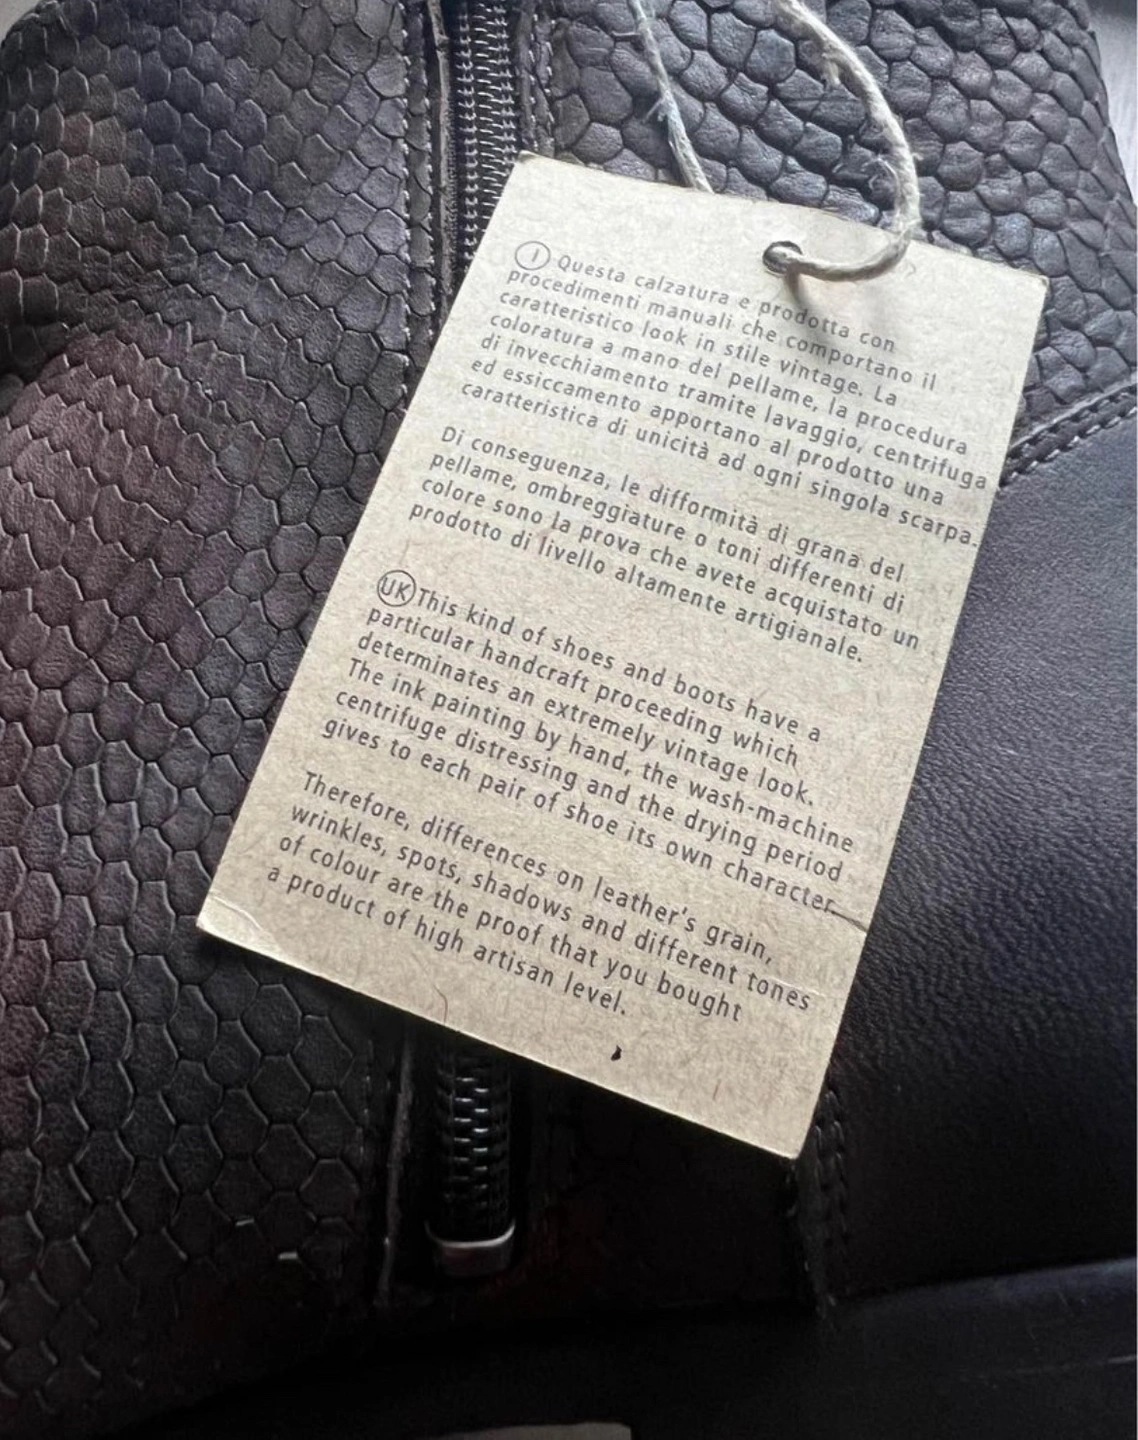 I Questa calzatura e prodotta con
procedimenti manuali che comportano il
caratteristico look in stile vintage. La
coloratura a mano del pellame, la procedura
di invecchiamento tramite lavaggio, centrifuga
ed essiccamento apportano al prodotto una
caratteristica di unicità ad ogni singola scarpa.
Di conseguenza, le difformità di grana del
pellame, ombreggiature o toni differenti di
colore sono la prova che avete acquistato un
prodotto di livello altamente artigianale.
UK This kind of shoes and boots have a
particular handcraft proceeding which
determinates an extremely vintage look.
The ink painting by hand, the wash-machine
centrifuge distressing and the drying period
gives to each pair of shoe its own character.
Therefore, differences on leather's grain,
wrinkles, spots, shadows and different tones
of colour are the proof that you bought
a product of high artisan level.